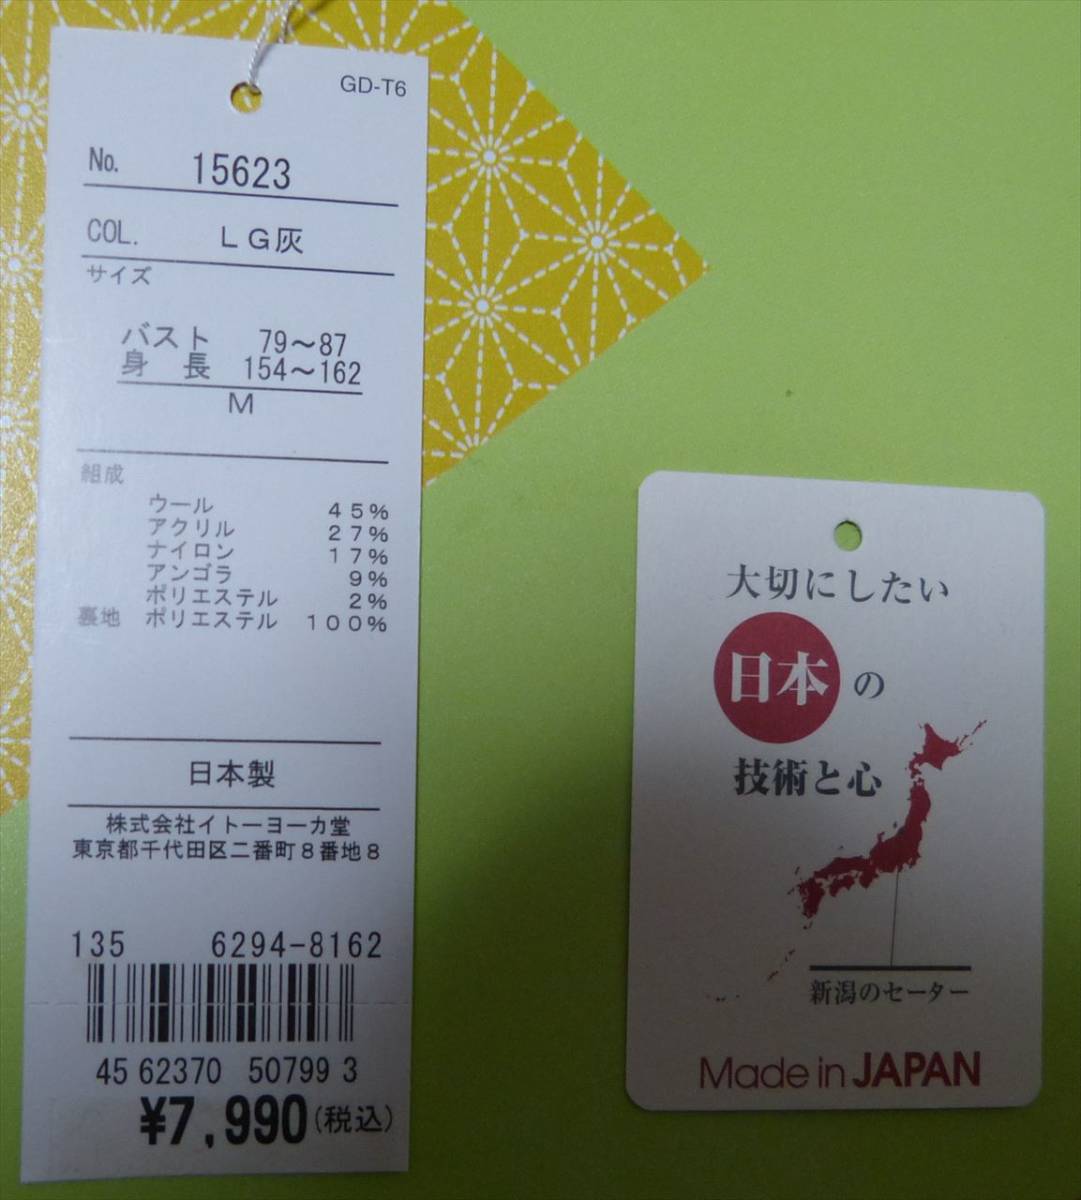 GD-T6
No. 15623
COL. LG灰
サイズ
バスト 79～87
身長 154～162
M
組成
ウール 45%
アクリル 27%
ナイロン 17%
アンゴラ 9%
ポリエステル 2%
裏地 ポリエステル 100%
日本製
株式会社イトーヨーカ堂
東京都千代田区二番町8番地8
135 6294-8162
45 62370 50799 3
¥7,990(税込)
大切にしたい
日本の
技術と心
新潟のセーター
Made in JAPAN